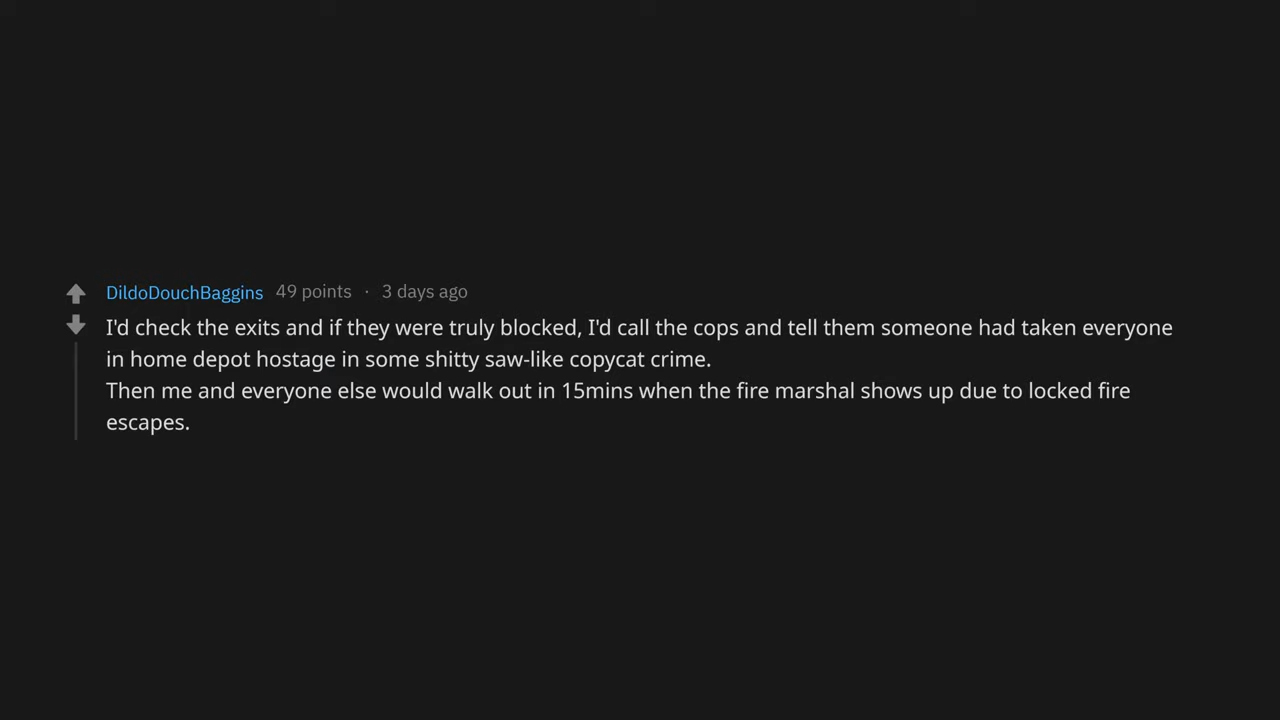 DildoDouchBaggins 49 points · 3 days ago
I'd check the exits and if they were truly blocked, I'd call the cops and tell them someone had taken everyone
in home depot hostage in some shitty saw-like copycat crime.
Then me and everyone else would walk out in 15mins when the fire marshal shows up due to locked fire
escapes.